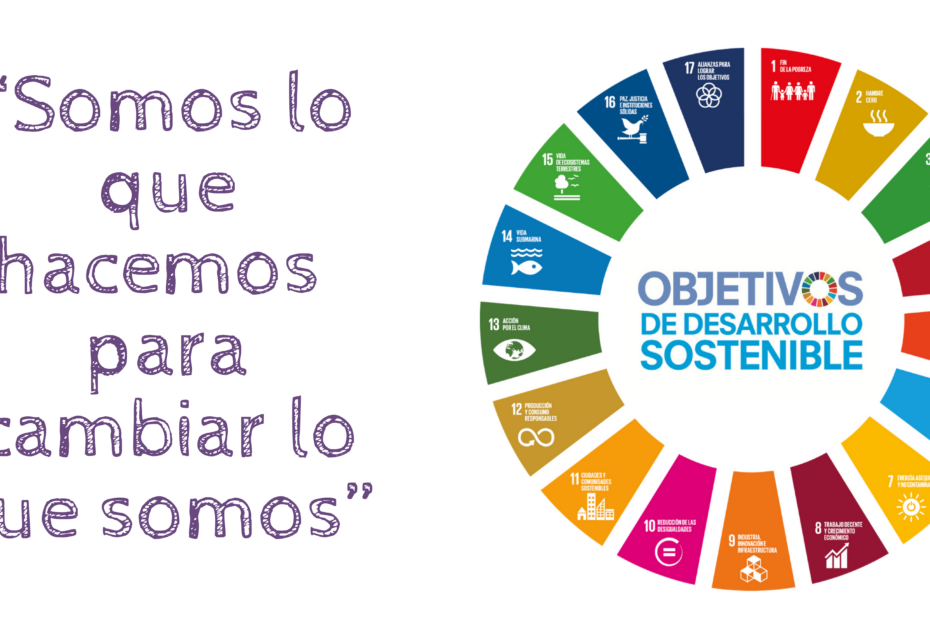 “Somos lo
que
hacemos
para
cambiar lo
que somos”
17 ALIANZAS PARA
LOGRAR
LOS OBJETIVOS
1 FIN
DE LA POBREZA
2 HAMBRE
CERO
3
16 PAZ, JUSTICIA
E INSTITUCIONES
SÓLIDAS
15 VIDA
DE ECOSISTEMAS
TERRESTRES
14 VIDA
SUBMARINA
13 ACCIÓN
POR EL CLIMA
12 PRODUCCIÓN
Y CONSUMO
RESPONSABLES
11 CIUDADES Y
COMUNIDADES
SOSTENIBLES
10 REDUCCIÓN DE LAS
DESIGUALDADES
9 INDUSTRIA,
INNOVACIÓN E
INFRAESTRUCTURA
8 TRABAJO DECENTE
Y CRECIMIENTO
ECONÓMICO
7 ENERGÍA
Y NO
OBJETIVOS
DE DESARROLLO
SOSTENIBLE